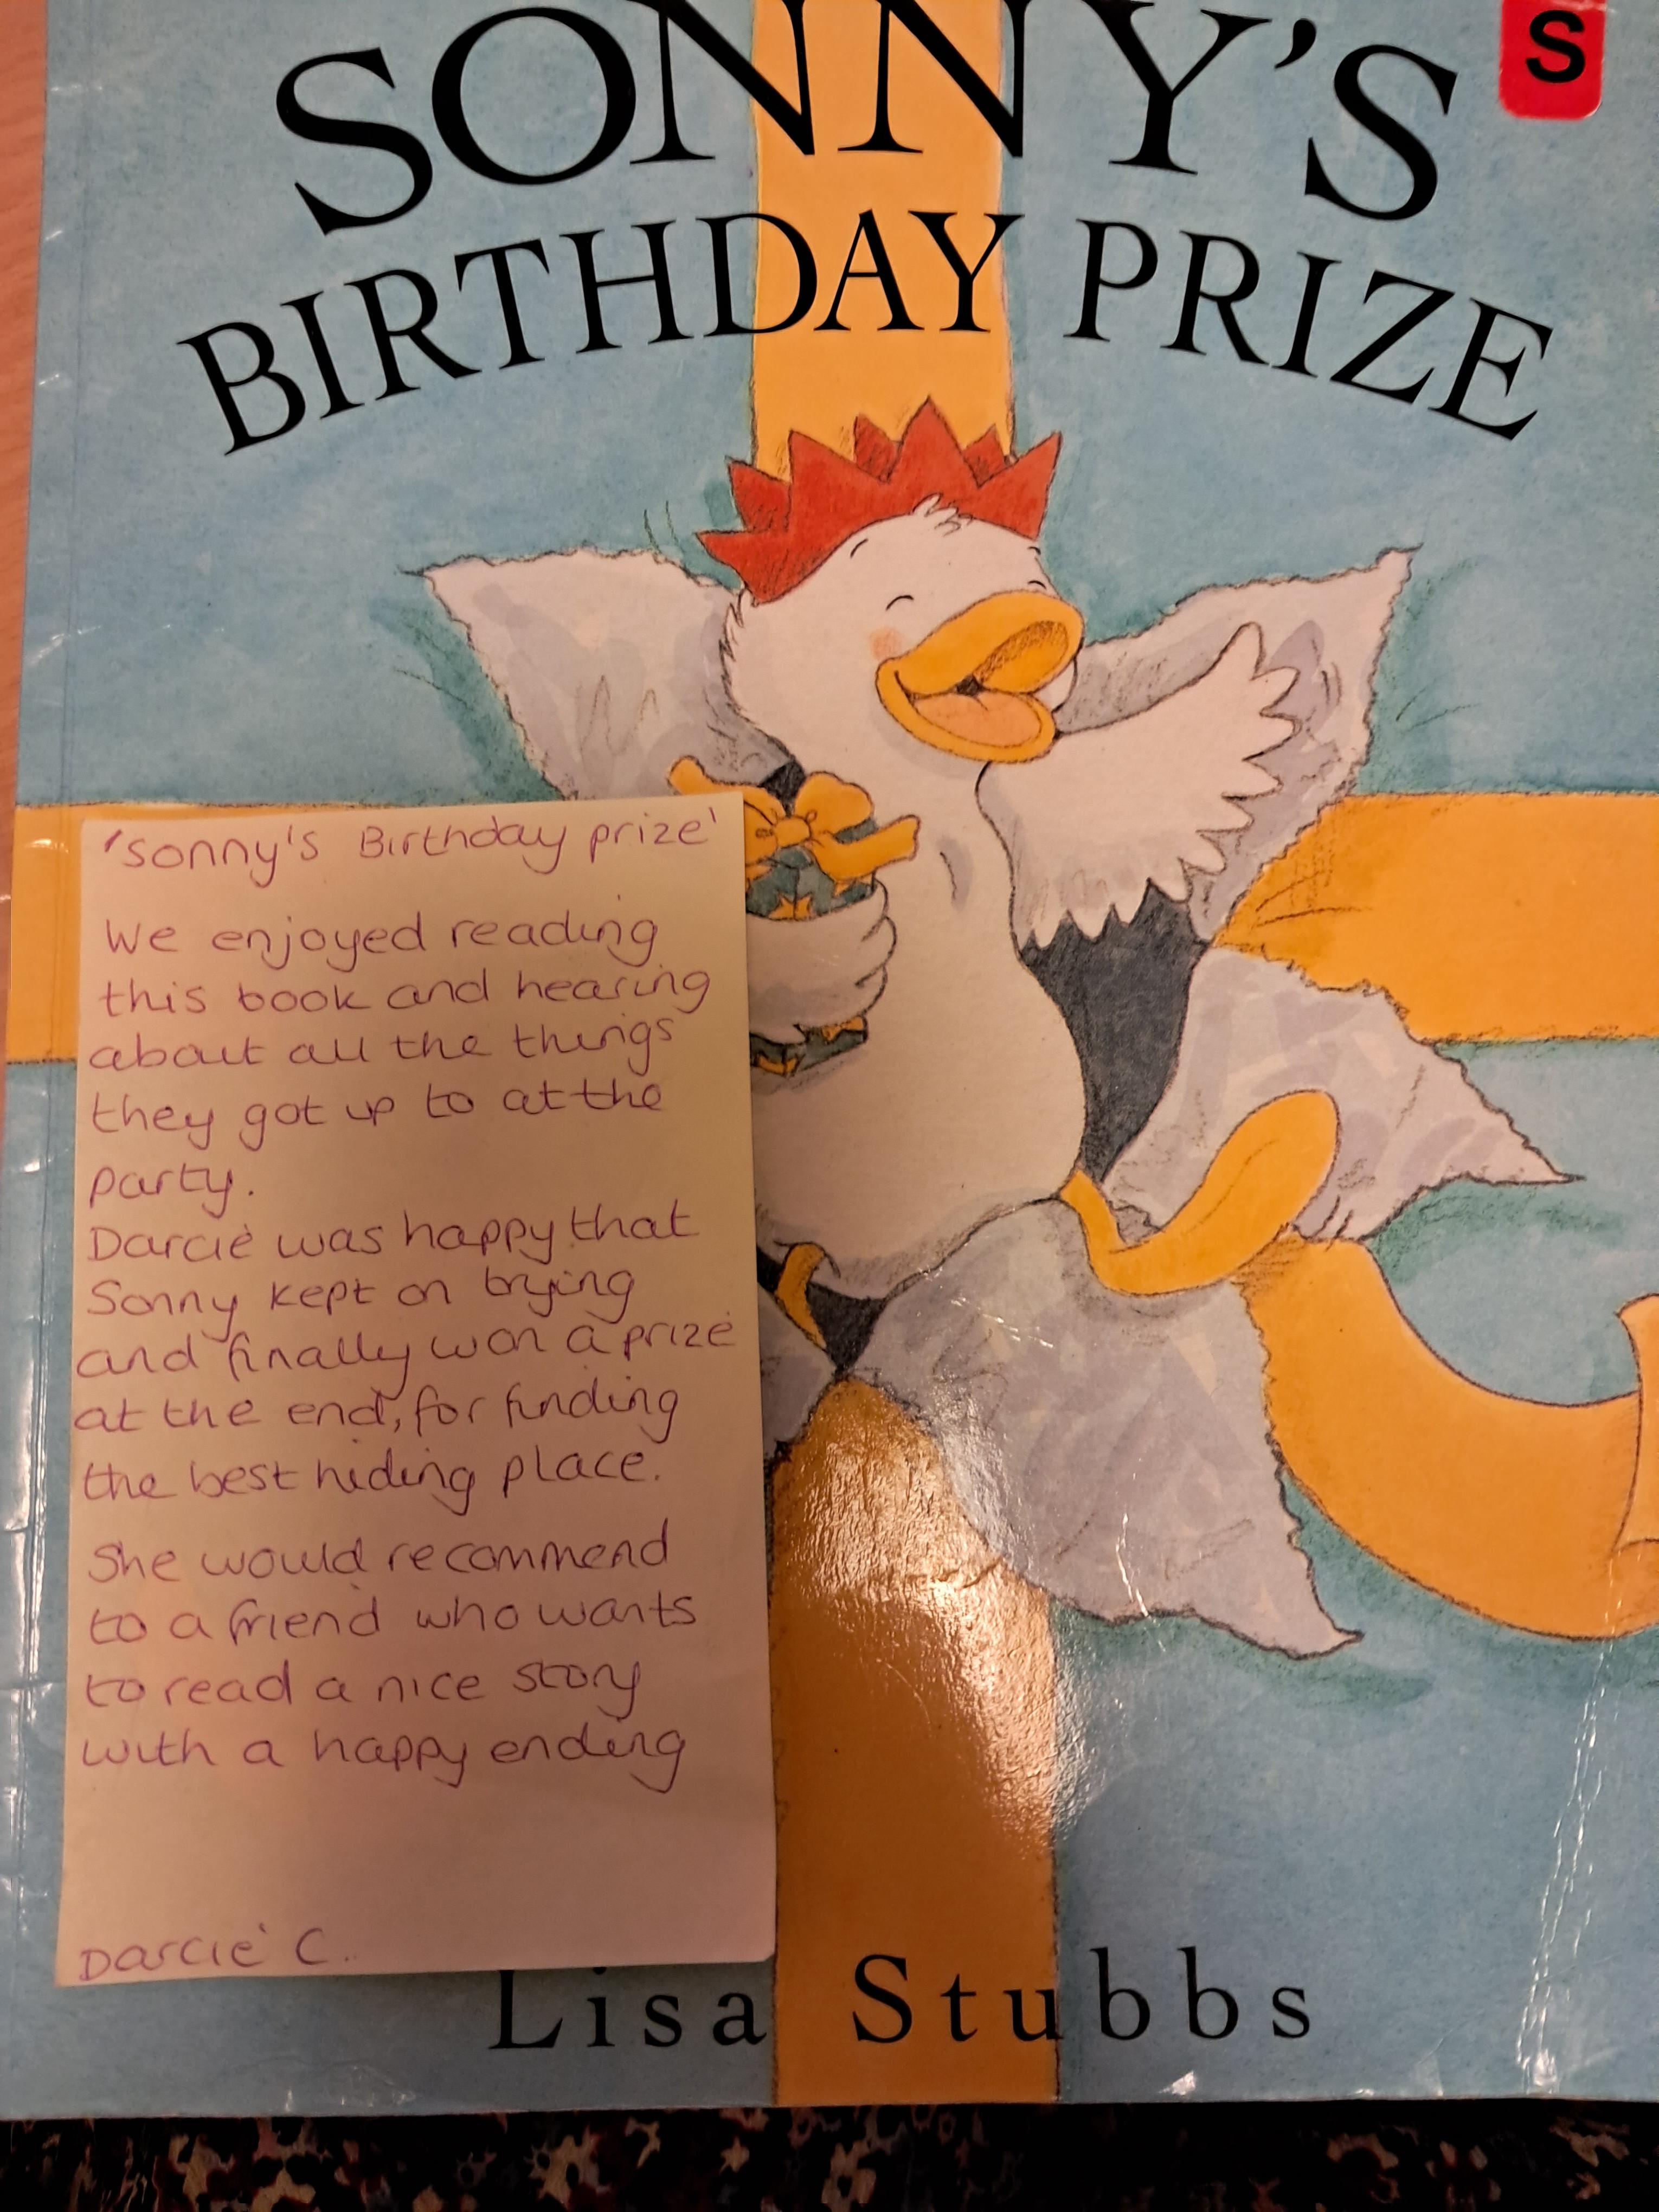 SONNY'S
S
BIRTHDAY PRIZE
'Sonny's Birthday prize'
We enjoyed reading
this book and hearing
about all the things
they got up to at the
party.
Darcie was happy that
Sonny kept on trying
and finally won a prize
at the end, for finding
the best hiding place.
She would recommend
to a friend who wants
to read a nice story
with a happy ending
Darcie C.
Lisa Stubbs